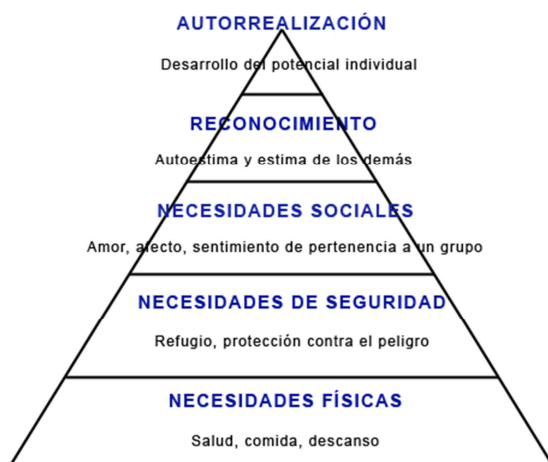 AUTORREALIZACIÓN
Desarrollo del potencial individual
RECONOCIMIENTO
Autoestima y estima de los demás
NECESIDADES SOCIALES
Amor, afecto, sentimiento de pertenencia a un grupo
NECESIDADES DE SEGURIDAD
Refugio, protección contra el peligro
NECESIDADES FÍSICAS
Salud, comida, descanso